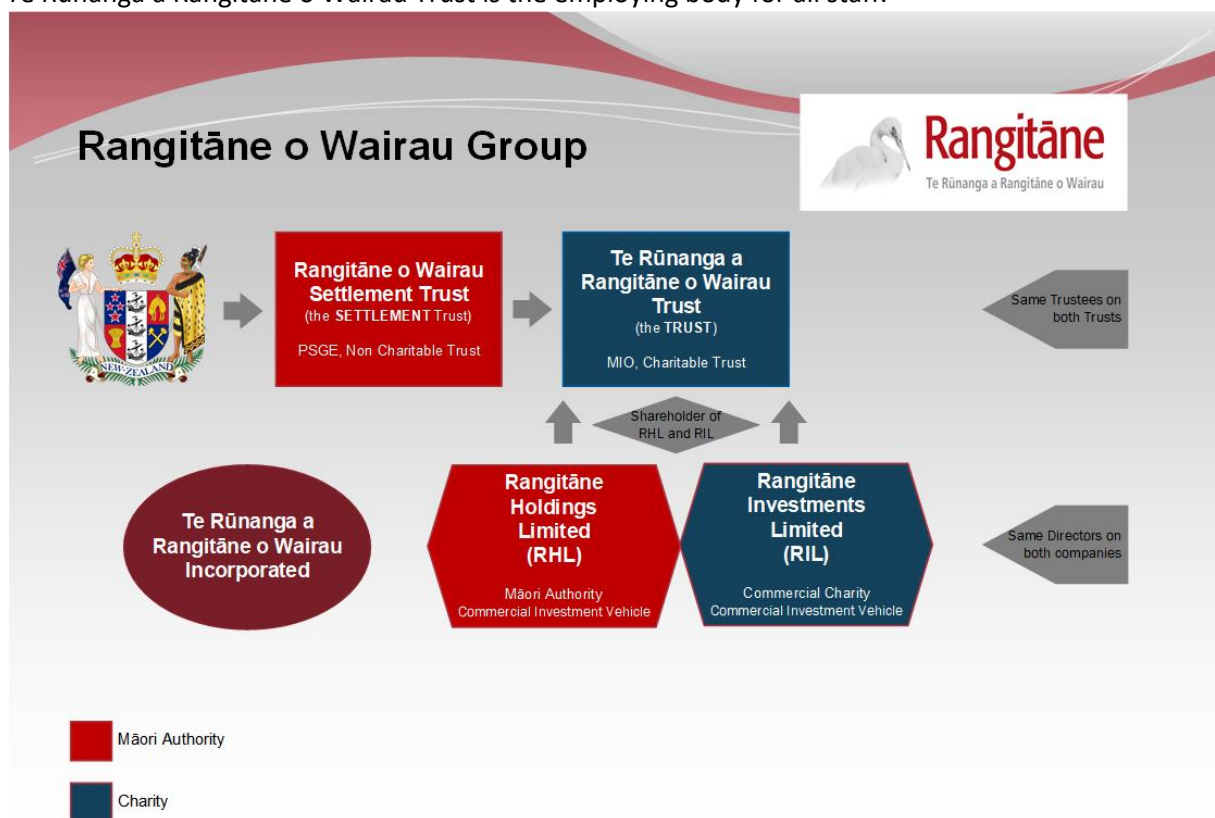 Te Rūnanga a Rangitāne o Wairau Trust is the employing body for all staff.
Rangitāne o Wairau Group
Rangitāne
Te Rūnanga a Rangitāne o Wairau
NEW-ZEALAND
Rangitāne o Wairau
Settlement Trust
(the SETTLEMENT Trust)
PSGE, Non Charitable Trust
Te Rūnanga a
Rangitāne o Wairau
Trust
(the TRUST)
MIO, Charitable Trust
Same Trustees on
both Trusts
Shareholder of
RHL and RIL
Te Rūnanga a
Rangitāne o Wairau
Incorporated
Rangitāne
Holdings
Limited
(RHL)
Māori Authority
Commercial Investment Vehicle
Rangitāne
Investments
Limited
(RIL)
Commercial Charity
Commercial Investment Vehicle
Same Directors on
both companies
Māori Authority
Charity